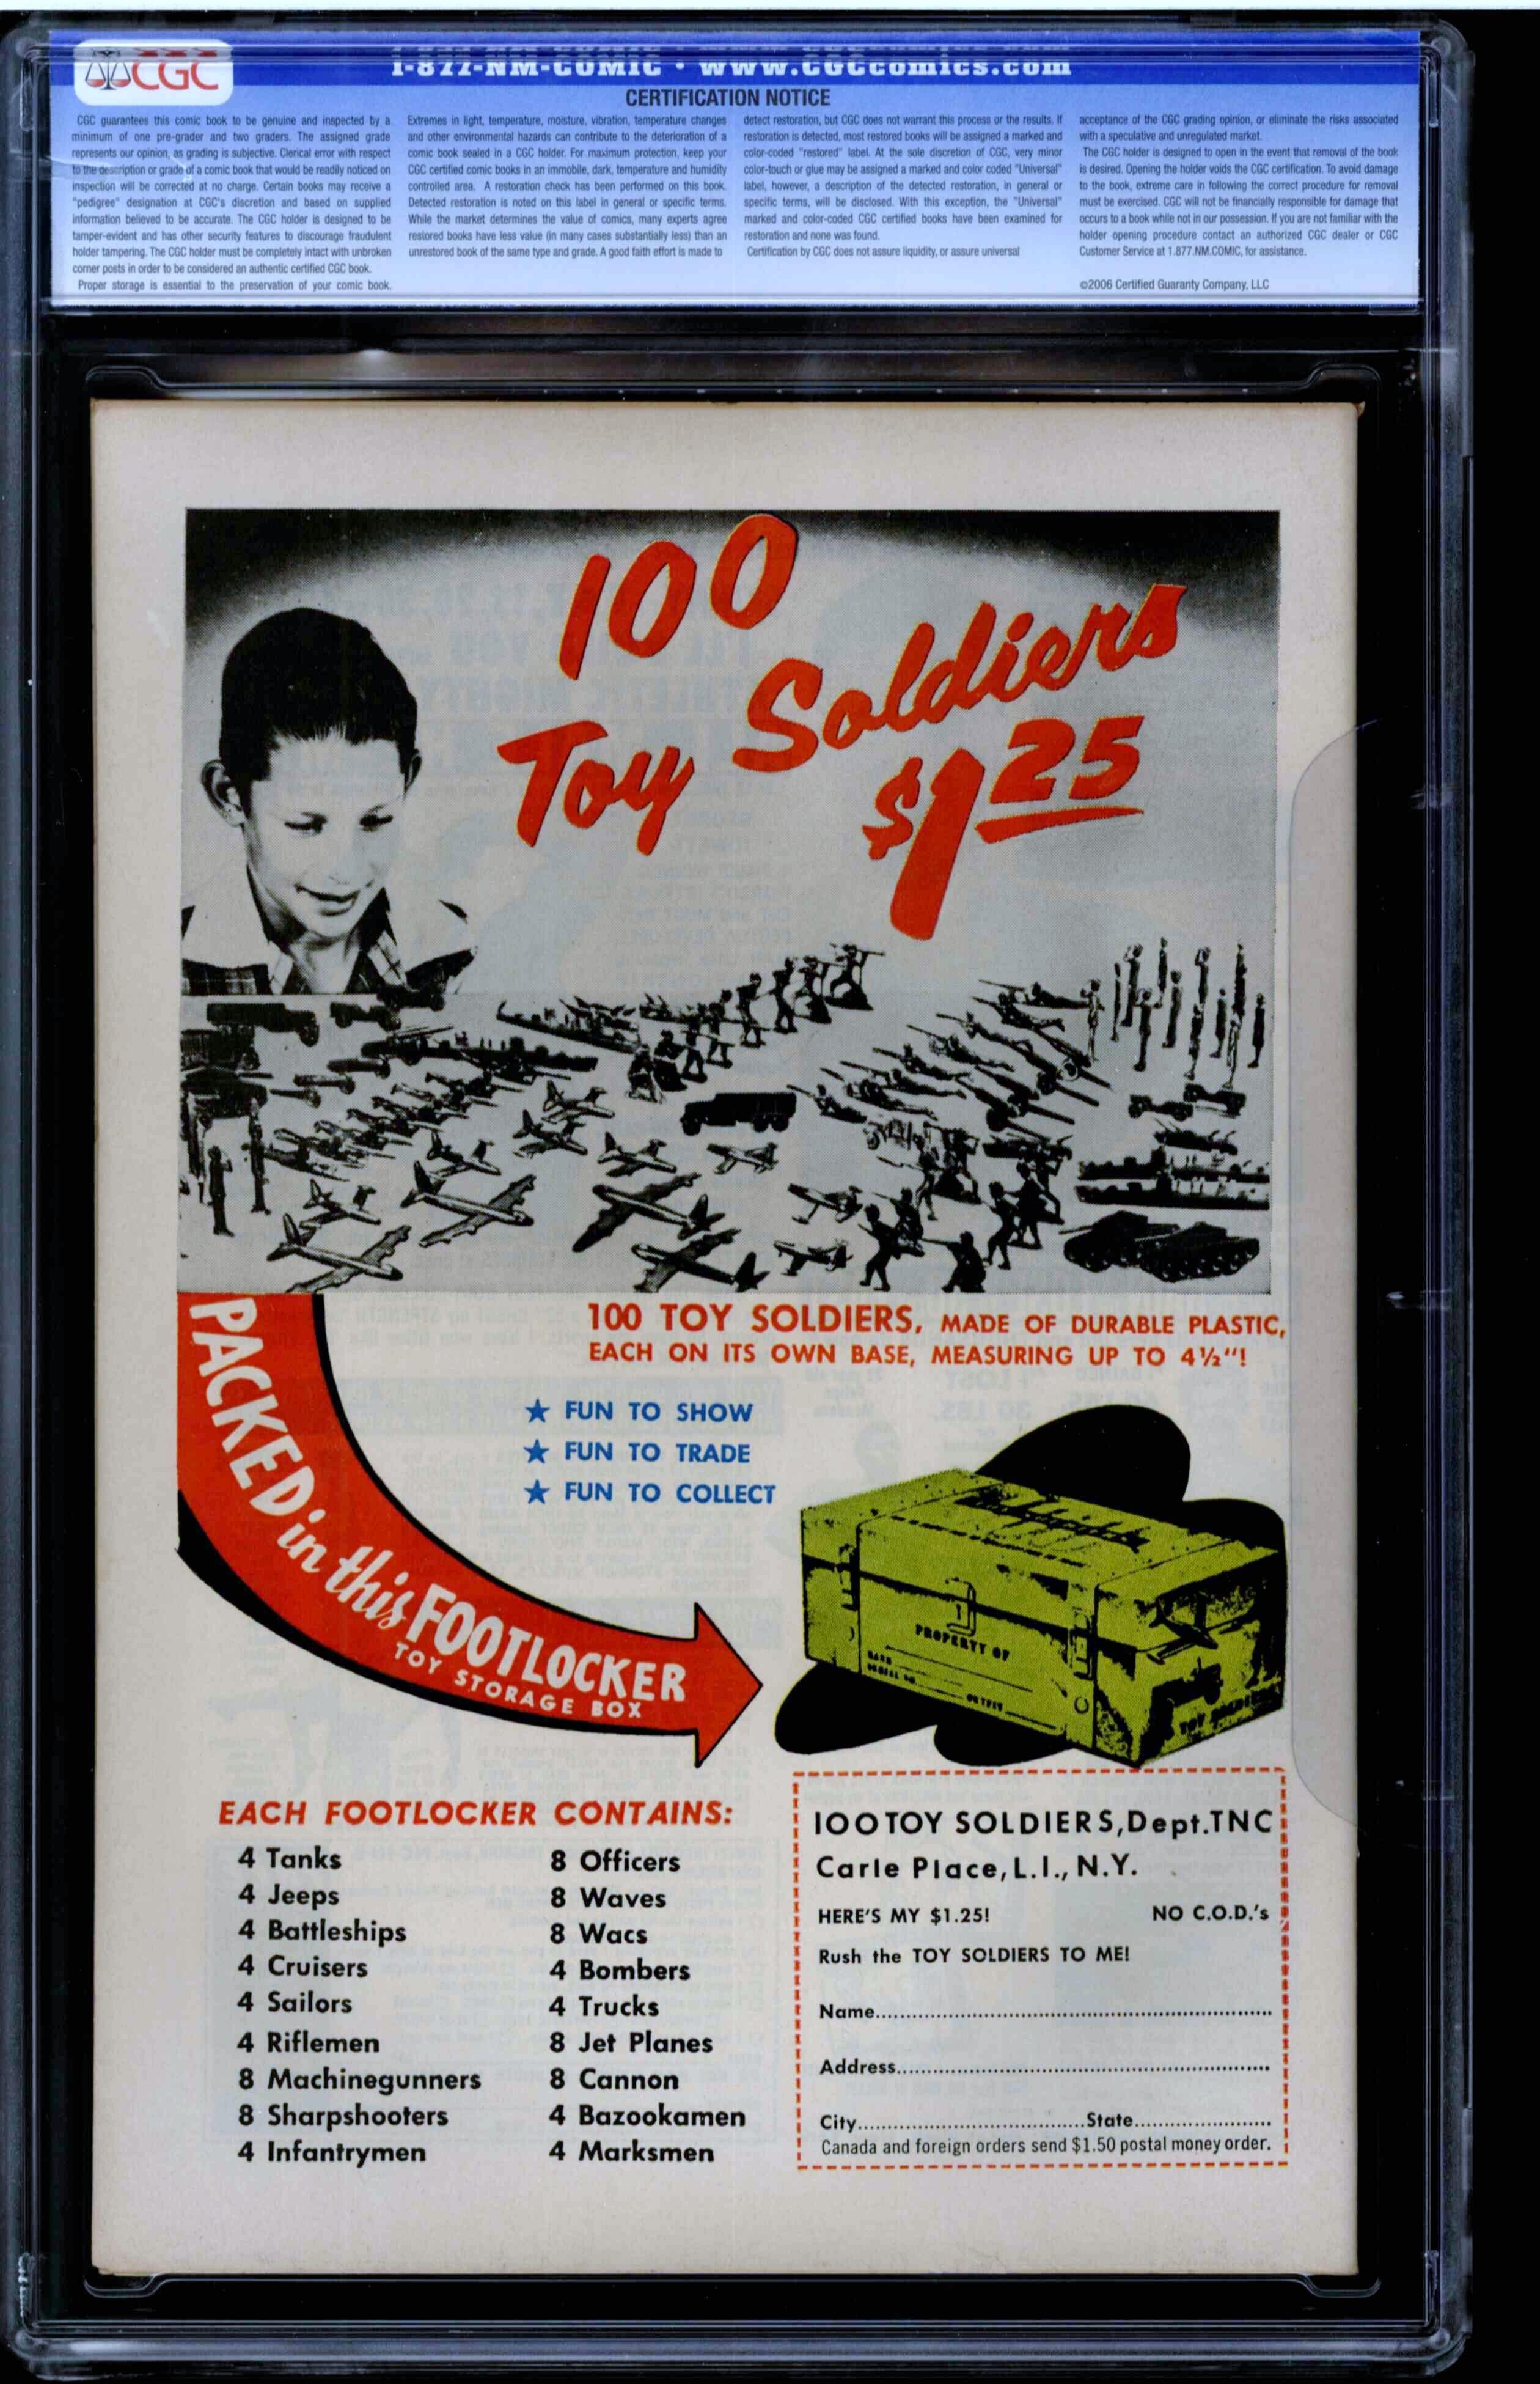 CGC
1-877-NM-COMIC • www.CGCcomics.com
CERTIFICATION NOTICE
CGC guarantees this comic book to be genuine and inspected by a
minimum of one pre-grader and two graders. The assigned grade
represents our opinion, as grading is subjective. Clerical error with respect
to the description or grade of a comic book that would be readily noticed on
inspection will be corrected at no charge. Certain books may receive a
"pedigree" designation at CGC's discretion and based on supplied
information believed to be accurate. The CGC holder is designed to be
tamper-evident and has other security features to discourage fraudulent
holder tampering. The CGC holder must be completely intact with unbroken
corner posts in order to be considered an authentic certified CGC book.
Proper storage is essential to the preservation of your comic book.
Extremes in light, temperature, moisture, vibration, temperature changes
and other environmental hazards can contribute to the deterioration of a
comic book sealed in a CGC holder. For maximum protection, keep your
CGC certified comic books in an immobile, dark, temperature and humidity
controlled area. A restoration check has been performed on this book.
Detected restoration is noted on this label in general or specific terms.
While the market determines the value of comics, many experts agree
restored books have less value (in many cases substantially less) than an
unrestored book of the same type and grade. A good faith effort is made to
detect restoration, but CGC does not warrant this process or the results. If
restoration is detected, most restored books will be assigned a marked and
color-coded "restored" label. At the sole discretion of CGC, very minor
color-touch or glue may be assigned a marked and color coded "Universal"
label, however, a description of the detected restoration, in general or
specific terms, will be disclosed. With this exception, the "Universal"
marked and color-coded CGC certified books have been examined for
restoration and none was found.
Certification by CGC does not assure liquidity, or assure universal
acceptance of the CGC grading opinion, or eliminate the risks associated
with a speculative and unregulated market.
The CGC holder is designed to open in the event that removal of the book
is desired. Opening the holder voids the CGC certification. To avoid damage
to the book, extreme care in following the correct procedure for removal
must be exercised. CGC will not be financially responsible for damage that
occurs to a book while not in our possession. If you are not familiar with the
holder opening procedure contact an authorized CGC dealer or CGC
Customer Service at 1.877.NM.COMIC, for assistance.
©2006 Certified Guaranty Company, LLC
100
Toy Soldiers
$1 25
100 TOY SOLDIERS, MADE OF DURABLE PLASTIC,
EACH ON ITS OWN BASE, MEASURING UP TO 4½"!
★ FUN TO SHOW
★ FUN TO TRADE
★ FUN TO COLLECT
PACKED in this FOOTLOCKER
TOY STORAGE BOX
PROPERTY OF
EACH FOOTLOCKER CONTAINS:
4 Tanks
4 Jeeps
4 Battleships
4 Cruisers
4 Sailors
4 Riflemen
8 Machinegunners
8 Sharpshooters
4 Infantrymen
8 Officers
8 Waves
8 Wacs
4 Bombers
4 Trucks
8 Jet Planes
8 Cannon
4 Bazookamen
4 Marksmen
100 TOY SOLDIERS, Dept. TNC
Carle Place, L.I., N.Y.
HERE'S MY $1.25! NO C.O.D.'s
Rush the TOY SOLDIERS TO ME!
Name
Address
City State
Canada and foreign orders send $1.50 postal money order.